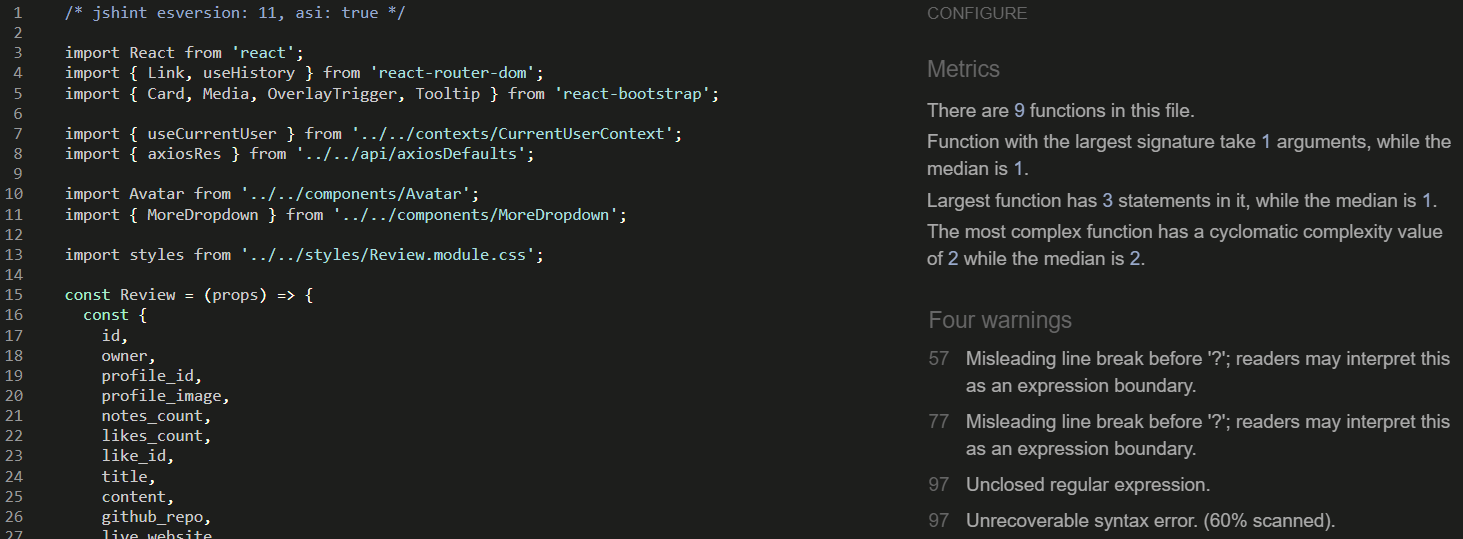 1 /* jshint esversion: 11, asi: true */
2
3 import React from 'react';
4 import { Link, useHistory } from 'react-router-dom';
5 import { Card, Media, OverlayTrigger, Tooltip } from 'react-bootstrap';
6
7 import { useCurrentUser } from '../../contexts/CurrentUserContext';
8 import { axiosRes } from '../../api/axiosDefaults';
9
10 import Avatar from '../../components/Avatar';
11 import { MoreDropdown } from '../../components/MoreDropdown';
12
13 import styles from '../../styles/Review.module.css';
14
15 const Review = (props) => {
16 const {
17 id,
18 owner,
19 profile_id,
20 profile_image,
21 notes_count,
22 likes_count,
23 like_id,
24 title,
25 content,
26 github_repo,
27 live_website
CONFIGURE
Metrics
There are 9 functions in this file.
Function with the largest signature take 1 arguments, while the
median is 1.
Largest function has 3 statements in it, while the median is 1.
The most complex function has a cyclomatic complexity value
of 2 while the median is 2.
Four warnings
57 Misleading line break before '?'; readers may interpret this
as an expression boundary.
77 Misleading line break before '?'; readers may interpret this
as an expression boundary.
97 Unclosed regular expression.
97 Unrecoverable syntax error. (60% scanned).